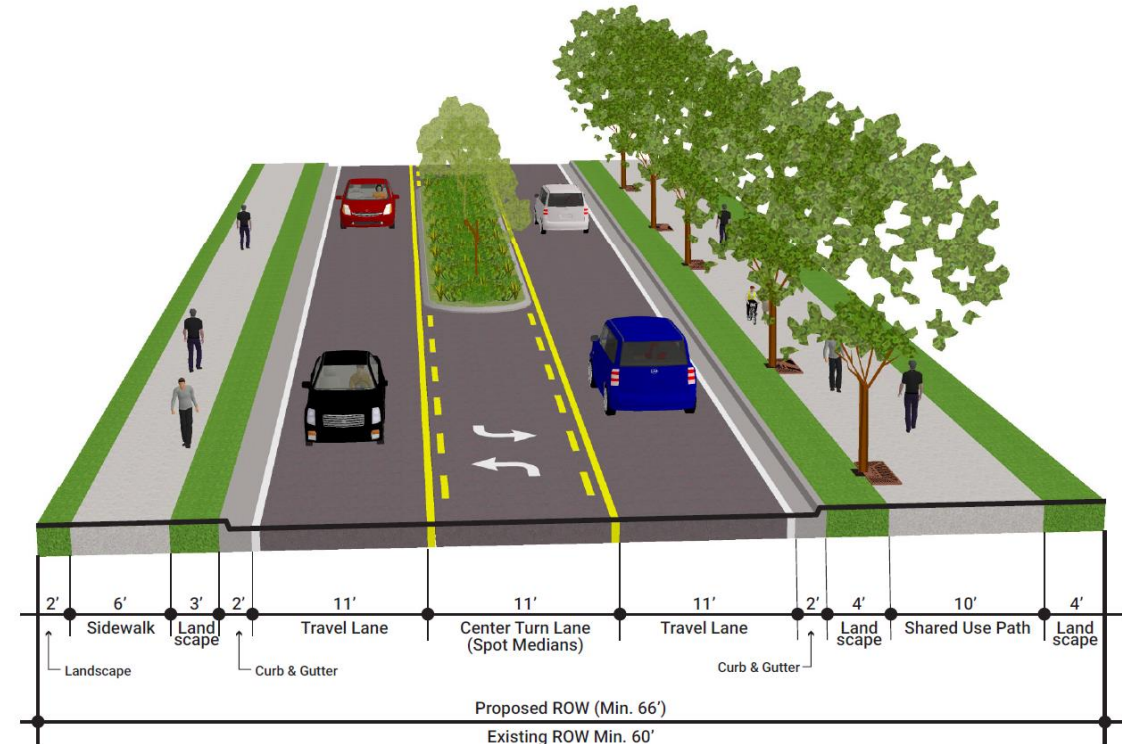 2’ 6’ 3’ 2’ 11’ 11’ 11’ 2’ 4’ 10’ 4’
Sidewalk Land Travel Lane Center Turn Lane Travel Lane Land Shared Use Path Land
scape (Spot Medians) scape scape
Landscape Curb & Gutter Curb & Gutter
Proposed ROW (Min. 66’)
Existing ROW Min. 60’